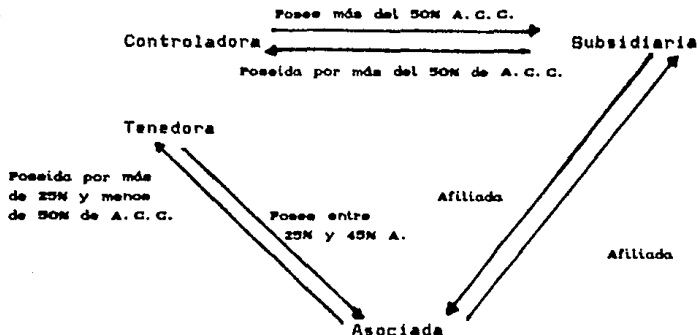 Posee más del 50% A.C.C.
Controladora
Subsidiaria
Poseída por más del 50% de A.C.C.
Tenedora
Poseida por más
de 25% y menos
de 50% de A.C.C.
Posee entre
25% y 45% A.
Afiliada
Afiliada
Asociada